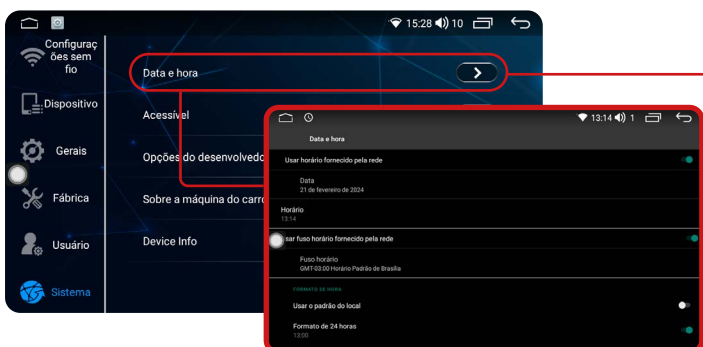 15:28 10
Configuraç
ões sem
fio
Dispositivo
Gerais
Fábrica
Usuário
Sistema
Data e hora
Acessível
Opções do desenvolvedo
Sobre a máquina do carro
Device Info
13:14 1
Data e hora
Usar horário fornecido pela rede
Data
21 de fevereiro de 2024
Horário
13:14
sar fuso horário fornecido pela rede
Fuso horário
GMT-03:00 Horário Padrão de Brasília
FORMATO DE HORA
Usar o padrão do local
Formato de 24 horas
13:00